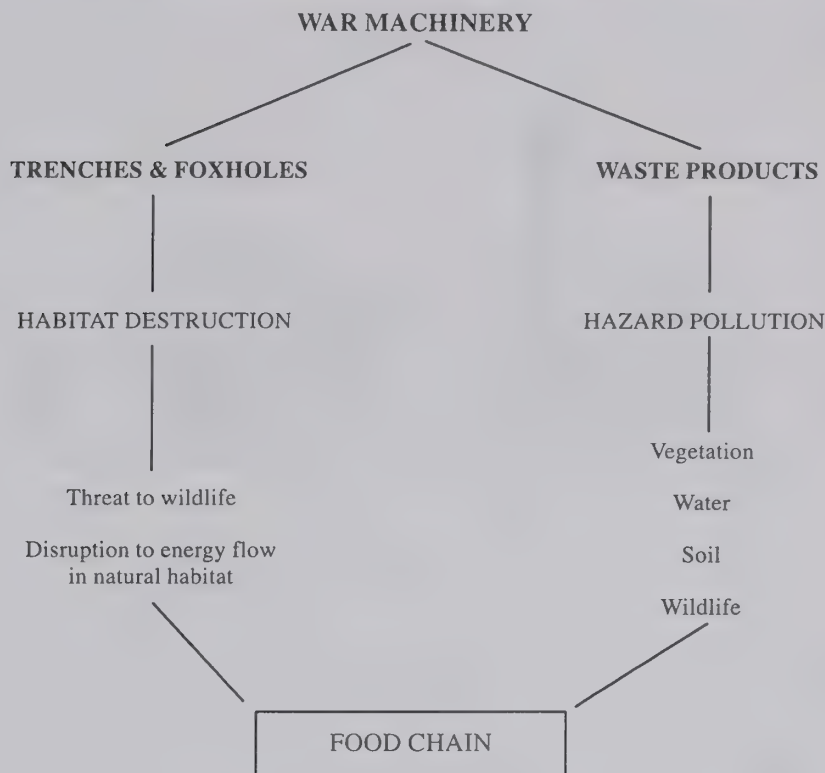 WAR MACHINERY
TRENCHES & FOXHOLES
WASTE PRODUCTS
HABITAT DESTRUCTION
HAZARD POLLUTION
Threat to wildlife
Disruption to energy flow
in natural habitat
Vegetation
Water
Soil
Wildlife
FOOD CHAIN